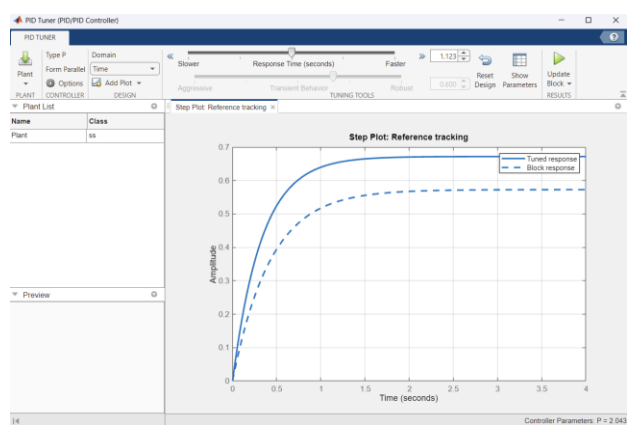 PID Tuner (PID/PID Controller)
PID TUNER
Plant
Type P
Form Parallel
Options
Domain
Time
Add Plot
Slower
Response Time (seconds)
Faster
1.123
Aggressive
Transient Behavior
Robust
0.600
Reset
Design
Show
Parameters
Update
Block
PLANT
CONTROLLER
DESIGN
TUNING TOOLS
RESULTS
Plant List
Name Class
Plant ss
Preview
Step Plot: Reference tracking ×
Step Plot: Reference tracking
Tuned response
Block response
Amplitude
0.7
0.6
0.5
0.4
0.3
0.2
0.1
0
0 0.5 1 1.5 2 2.5 3 3.5 4
Time (seconds)
Controller Parameters: P = 2.043